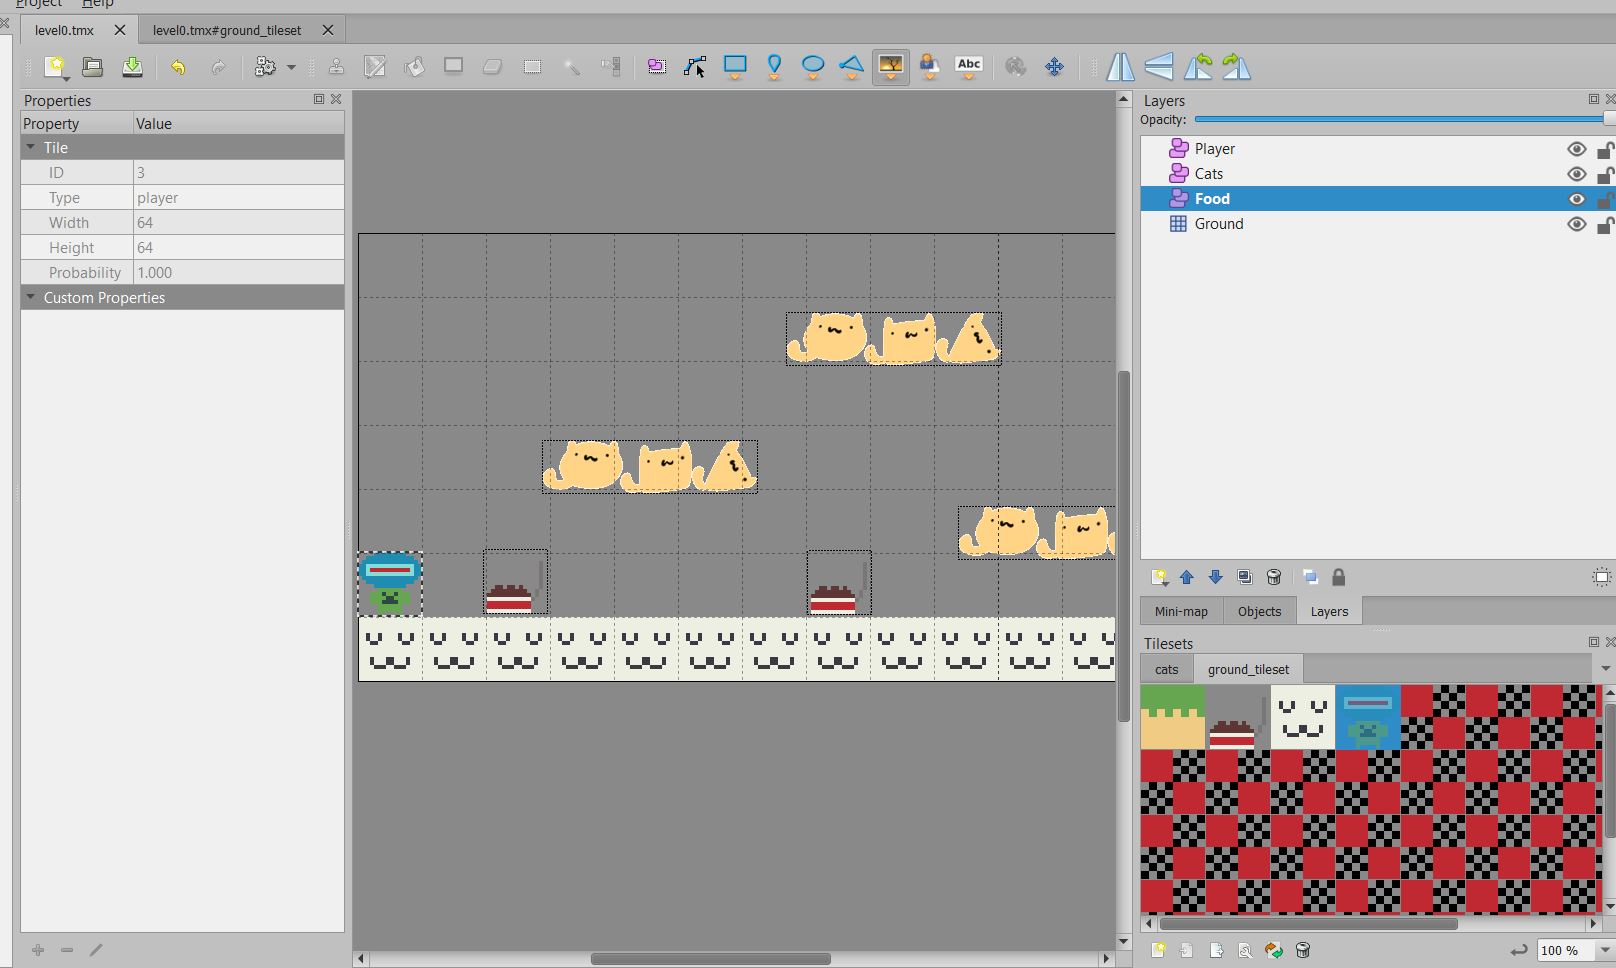 Project Help
level0.tmx
level0.tmx#ground_tileset
Abc
Properties
Property Value
Tile
ID 3
Type player
Width 64
Height 64
Probability 1.000
Custom Properties
Layers
Opacity:
Player
Cats
Food
Ground
Mini-map Objects Layers
Tilesets
cats ground_tileset
100 %